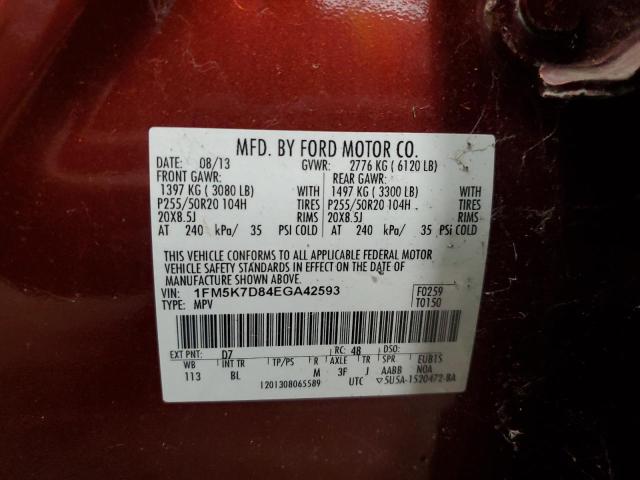 MFD. BY FORD MOTOR CO.
DATE: 08/13 GVWR: 2776 KG ( 6120 LB)
FRONT GAWR: REAR GAWR:
1397 KG ( 3080 LB) WITH 1497 KG ( 3300 LB) WITH
P255/50R20 104H TIRES P255/50R20 104H TIRES
20X8.5J RIMS 20X8.5J RIMS
AT 240 kPa/ 35 PSi COLD AT 240 kPa/ 35 PSi COLD
THIS VEHICLE CONFORMS TO ALL APPLICABLE FEDERAL MOTOR
VEHICLE SAFETY STANDARDS IN EFFECT ON THE DATE OF
MANUFACTURE SHOWN ABOVE.
VIN: 1FM5K7D84EGA42593 F0259
TYPE: MPV T0150
EXT PNT: D7 RC: 48 DSO:
WB INT TR TP/PS R AXLE TR SPR EUB15
113 BL M 3F J AABB NOA
1201308065589 UTC ▽5U5A-1520472-BA